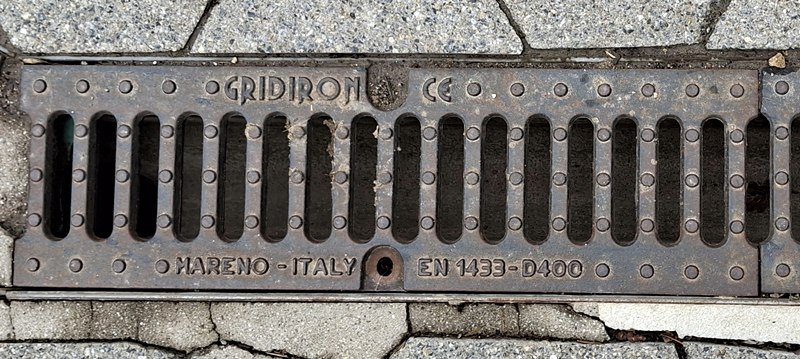 GRIDIRON CE
MARENO - ITALY EN 1433 - D400